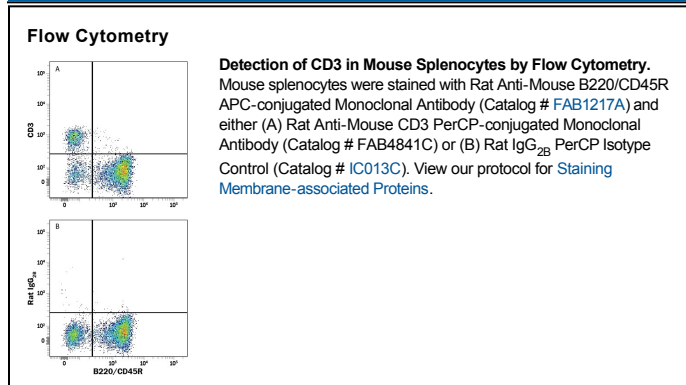 Flow Cytometry
Detection of CD3 in Mouse Splenocytes by Flow Cytometry.
Mouse splenocytes were stained with Rat Anti-Mouse B220/CD45R
APC-conjugated Monoclonal Antibody (Catalog # FAB1217A) and
either (A) Rat Anti-Mouse CD3 PerCP-conjugated Monoclonal
Antibody (Catalog # FAB4841C) or (B) Rat IgG2B PerCP Isotype
Control (Catalog # IC013C). View our protocol for Staining
Membrane-associated Proteins.
A
CD3
B
Rat IgG2B
B220/CD45R